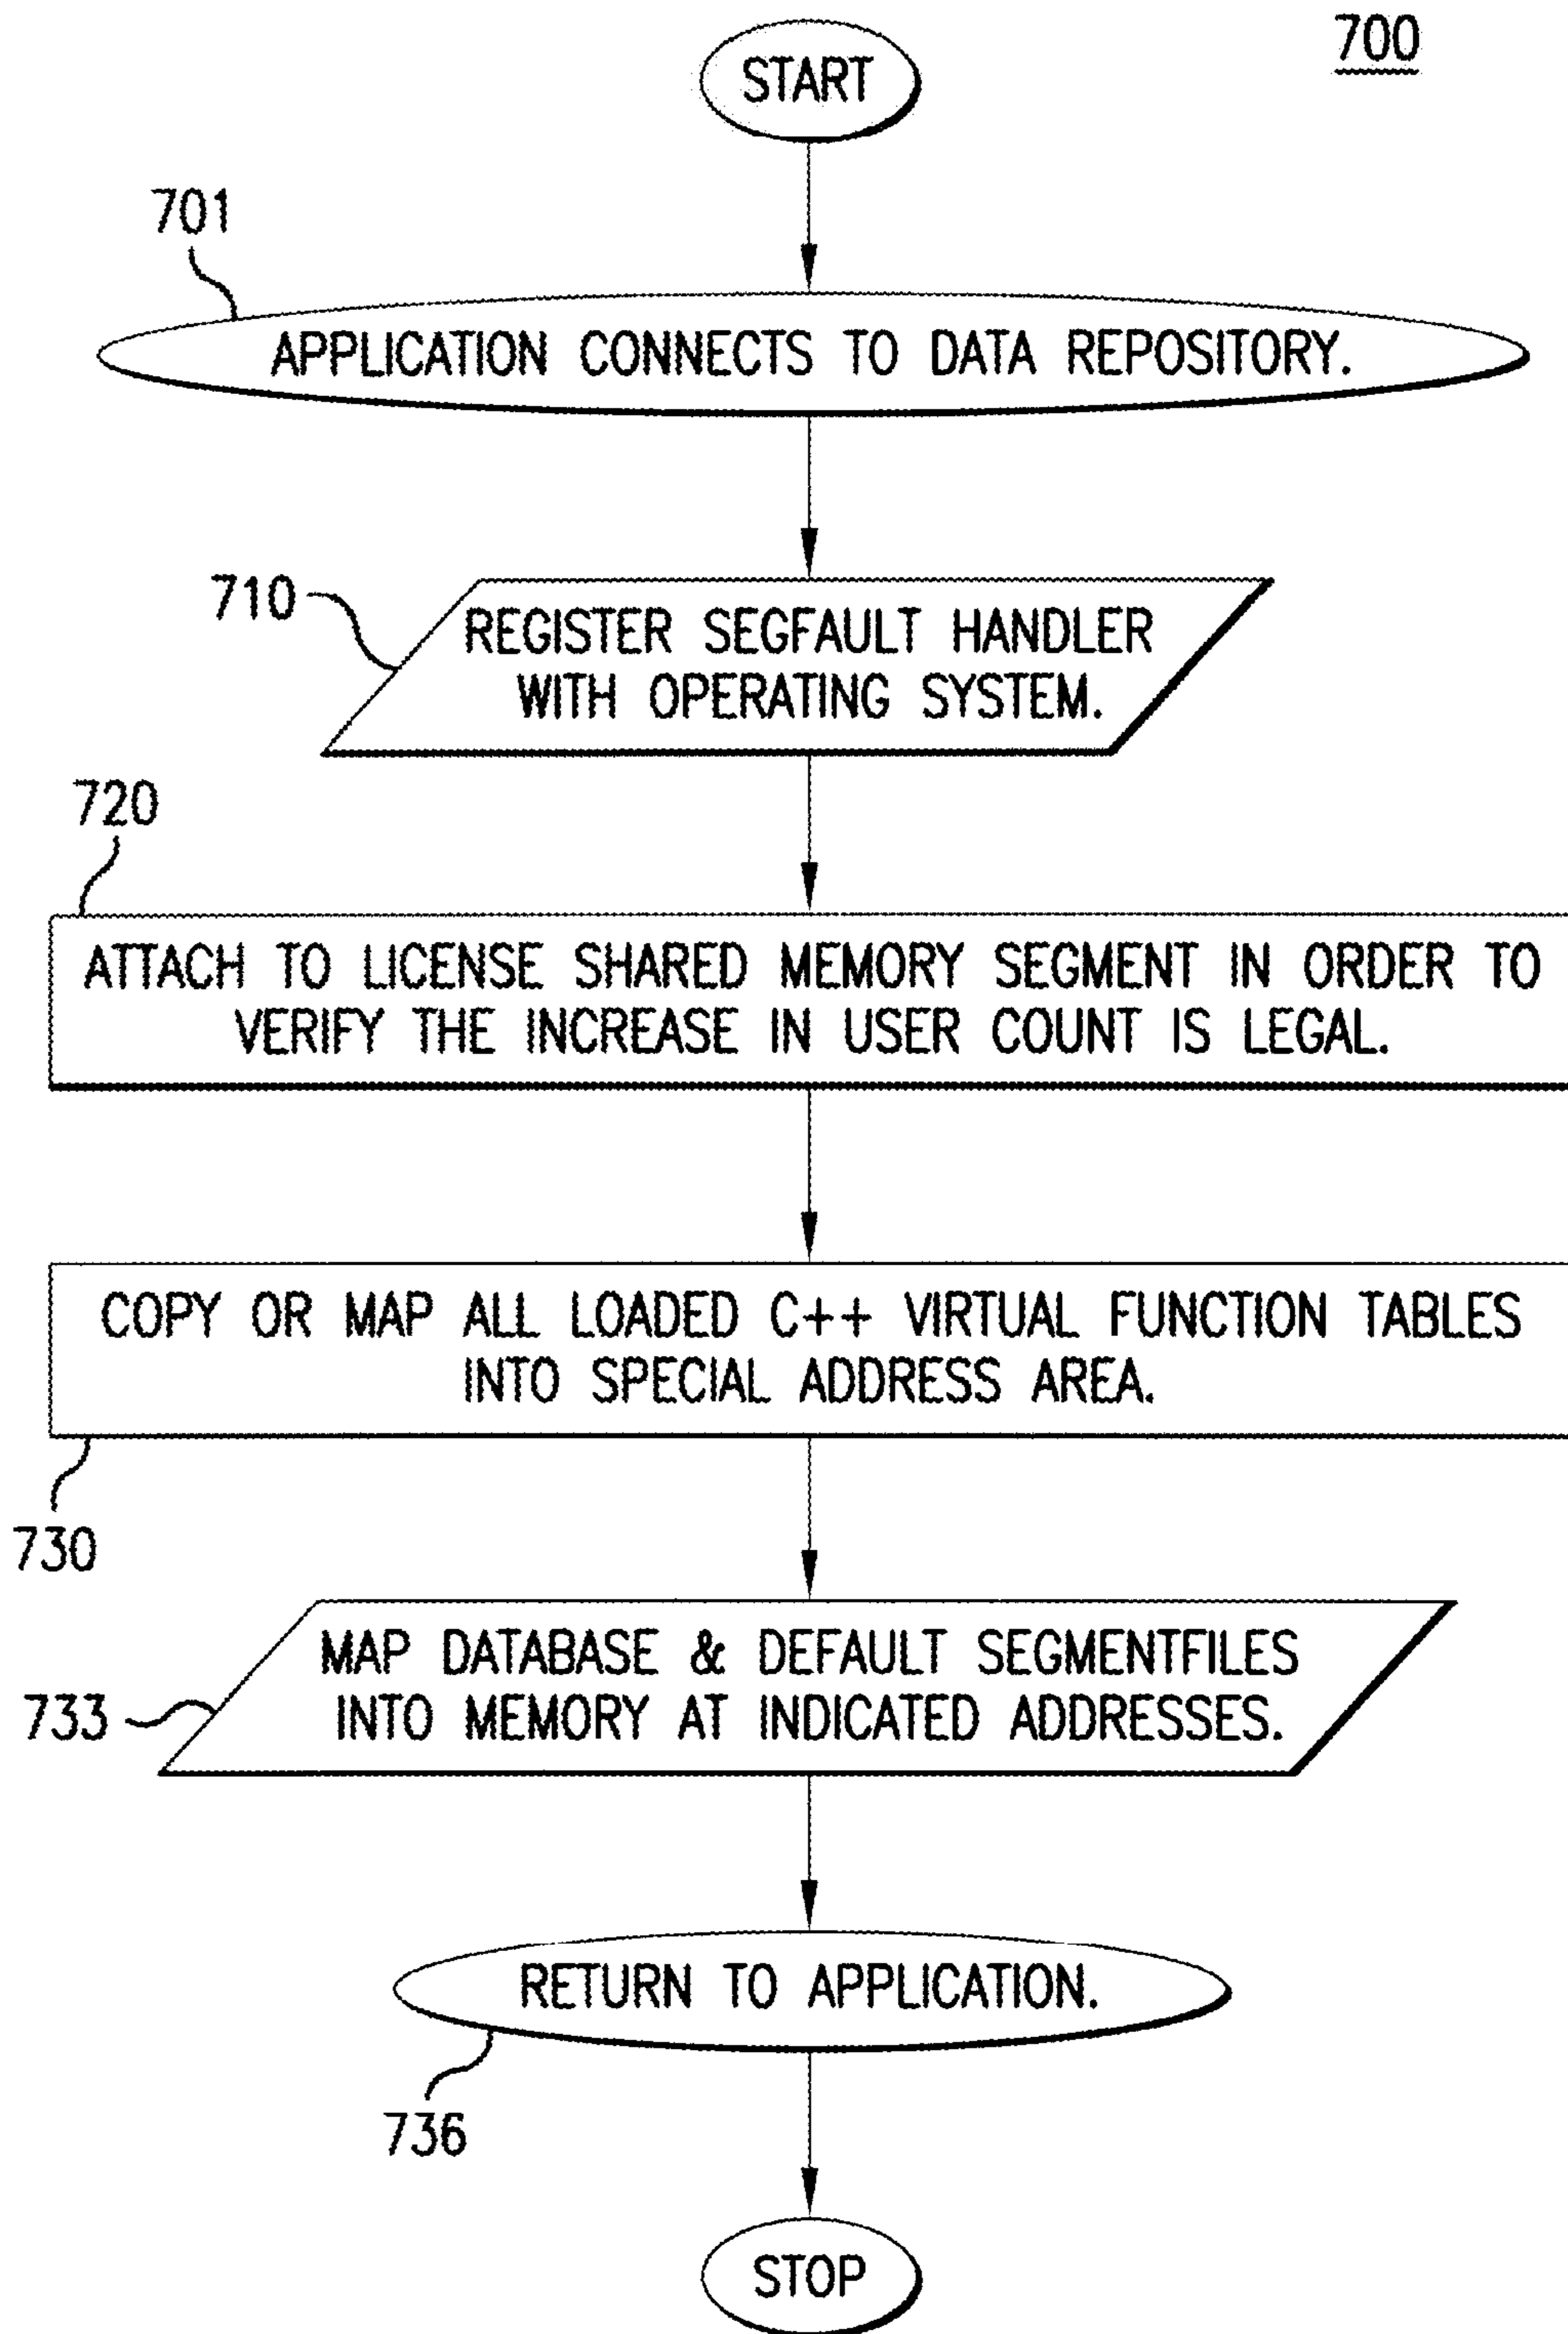 700
START
701
APPLICATION CONNECTS TO DATA REPOSITORY.
710
REGISTER SEGFAULT HANDLER
WITH OPERATING SYSTEM.
720
ATTACH TO LICENSE SHARED MEMORY SEGMENT IN ORDER TO
VERIFY THE INCREASE IN USER COUNT IS LEGAL.
COPY OR MAP ALL LOADED C++ VIRTUAL FUNCTION TABLES
INTO SPECIAL ADDRESS AREA.
730
MAP DATABASE & DEFAULT SEGMENTFILES
INTO MEMORY AT INDICATED ADDRESSES.
733
RETURN TO APPLICATION.
736
STOP